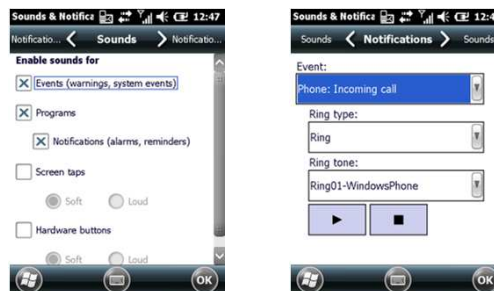 Sounds & Notifica 12:47
Notificatio... Sounds Notificatio...
Enable sounds for
Events (warnings, system events)
Programs
Notifications (alarms, reminders)
Screen taps
Soft Loud
Hardware buttons
Soft Loud
OK
Sounds & Notifica 12:4
Sounds Notifications Sounds
Event:
Phone: Incoming call
Ring type:
Ring
Ring tone:
Ring01-WindowsPhone
OK